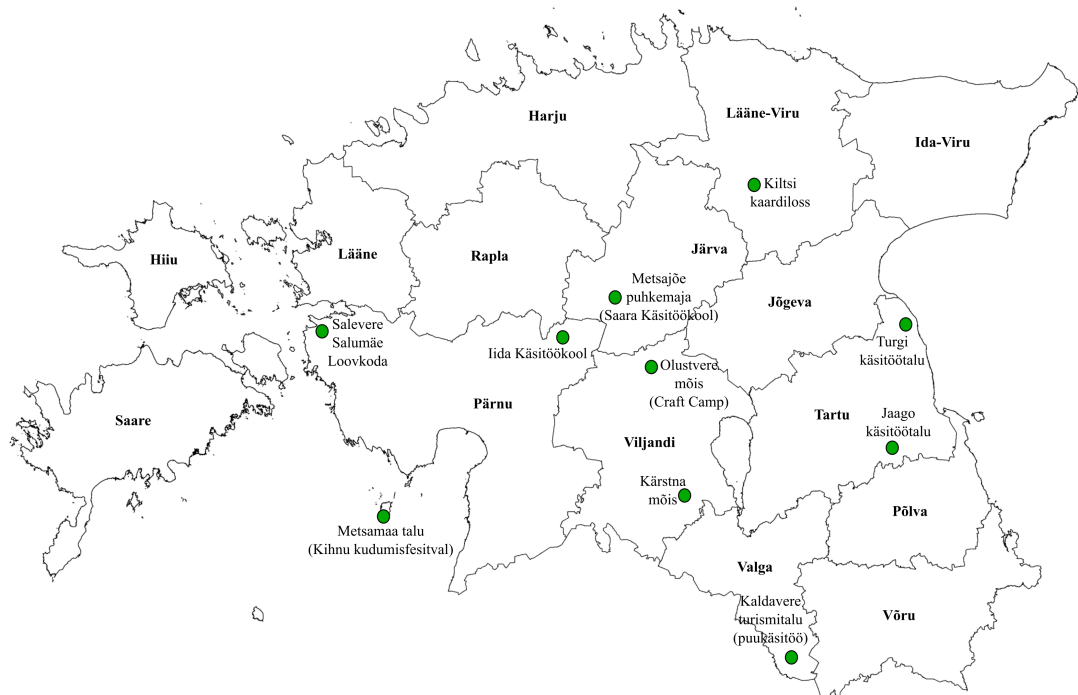 Harju
Lääne-Viru
Ida-Viru
Kiltsi
kaardiloss
Hiiu
Lääne
Rapla
Järva
Metsajõe
puhkemaja
(Saara Käsitöökool)
Jõgeva
Salevere
Salumäe
Loovkoda
Iida Käsitöökool
Turgi
käsitöötalu
Olustvere
mõis
(Craft Camp)
Saare
Pärnu
Viljandi
Tartu
Jaago
käsitöötalu
Kärstna
mõis
Metsamaa talu
(Kihnu kudumisfesitval)
Põlva
Valga
Kaldavere
turismitalu
(puukäsitöö)
Võru